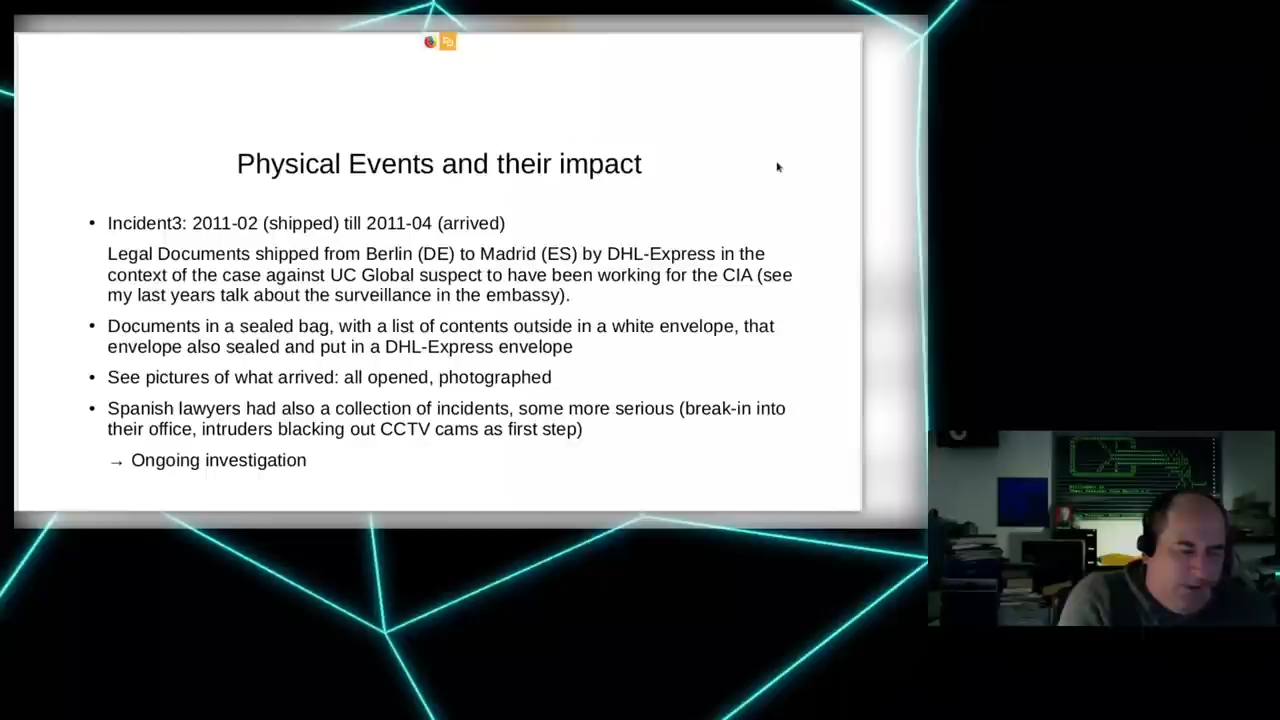 Physical Events and their impact
• Incident3: 2011-02 (shipped) till 2011-04 (arrived)
Legal Documents shipped from Berlin (DE) to Madrid (ES) by DHL-Express in the
context of the case against UC Global suspect to have been working for the CIA (see
my last years talk about the surveillance in the embassy).
• Documents in a sealed bag, with a list of contents outside in a white envelope, that
envelope also sealed and put in a DHL-Express envelope
• See pictures of what arrived: all opened, photographed
• Spanish lawyers had also a collection of incidents, some more serious (break-in into
their office, intruders blacking out CCTV cams as first step)
→ Ongoing investigation